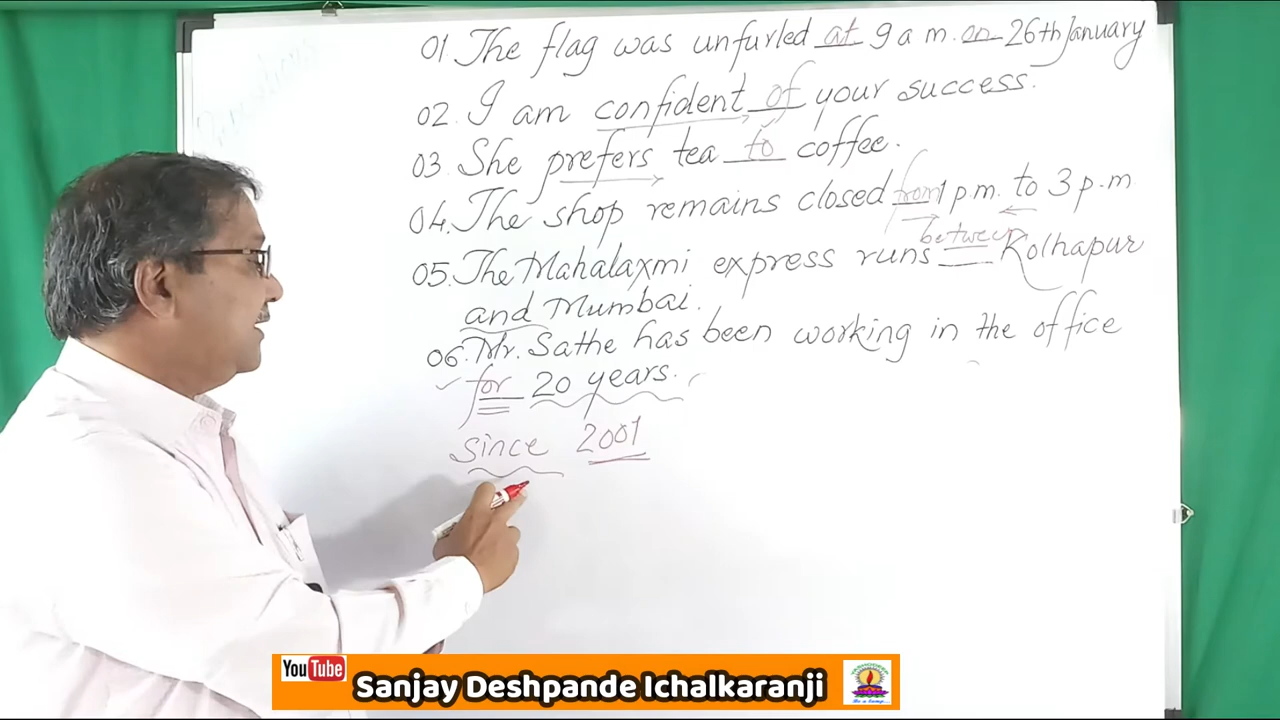 01 The flag was unfurled at 9 a m. on 26th January
02. I am confident of your success.
03. She prefers tea to coffee.
04. The shop remains closed from 1 p m. to 3 p.m
between
05. The Mahalaxmi express runs Kolhapur
and Mumbai.
06. Mr. Sathe has been working in the office
for 20 years.
since 2001
YouTube Sanjay Deshpande Ichalkaranji